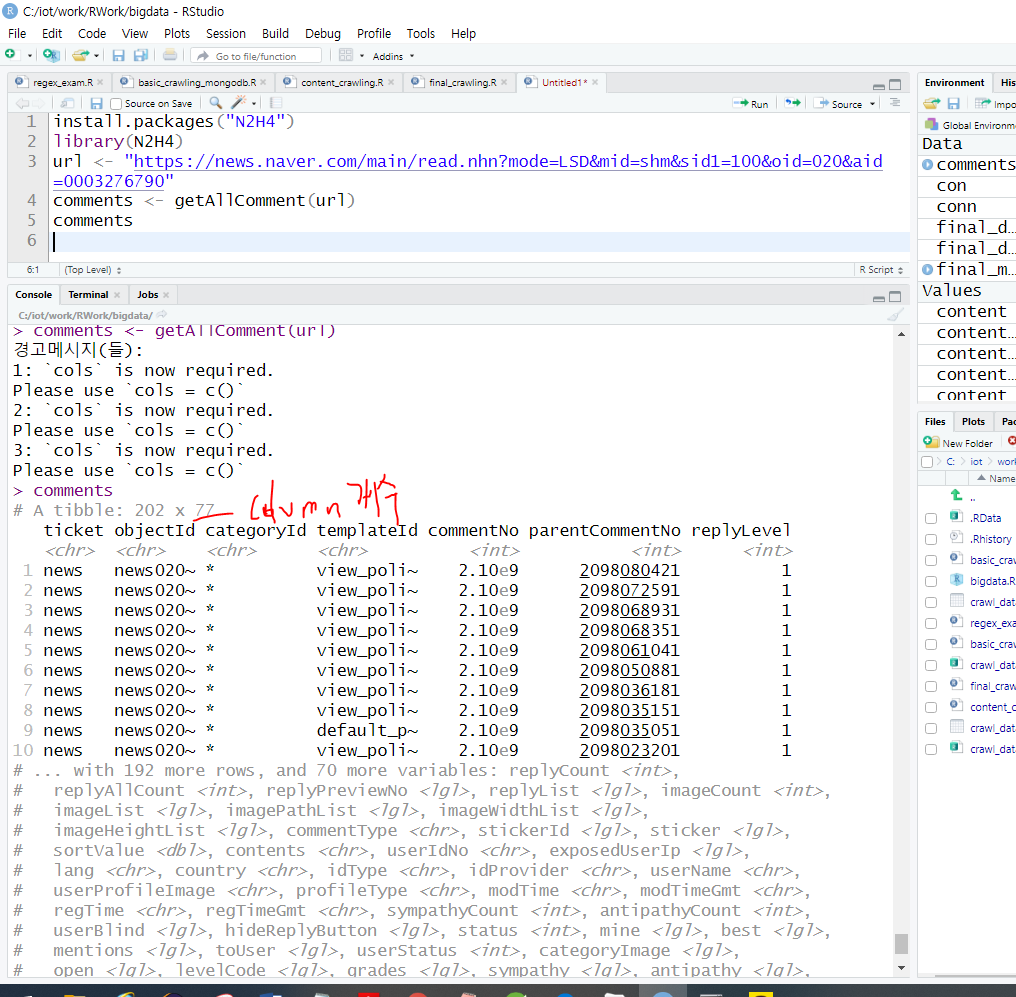 C:/iot/work/RWork/bigdata - RStudio
File Edit Code View Plots Session Build Debug Profile Tools Help
Go to file/function Addins
regex_exam.R basic_crawling_mongodb.R content_crawling.R final_crawling.R Untitled1*
Source on Save Run Source
1 install.packages("N2H4")
2 library(N2H4)
3 url <- "https://news.naver.com/main/read.nhn?mode=LSD&mid=shm&sid1=100&oid=020&aid
=0003276790"
4 comments <- getAllComment(url)
5 comments
6
6:1 (Top Level) R Script
Console Terminal Jobs
C:/iot/work/RWork/bigdata/
> comments <- getAllComment(url)
경고메시지(들):
1: `cols` is now required.
Please use `cols = c()`
2: `cols` is now required.
Please use `cols = c()`
3: `cols` is now required.
Please use `cols = c()`
> comments
# A tibble: 202 x 77 column 개수
ticket objectId categoryId templateId commentNo parentCommentNo replyLevel
<chr> <chr> <chr> <chr> <int> <int> <int>
1 news news020~ * view_poli~ 2.10e9 2098080421 1
2 news news020~ * view_poli~ 2.10e9 2098072591 1
3 news news020~ * view_poli~ 2.10e9 2098068931 1
4 news news020~ * view_poli~ 2.10e9 2098068351 1
5 news news020~ * view_poli~ 2.10e9 2098061041 1
6 news news020~ * view_poli~ 2.10e9 2098050881 1
7 news news020~ * view_poli~ 2.10e9 2098036181 1
8 news news020~ * view_poli~ 2.10e9 2098035151 1
9 news news020~ * default_p~ 2.10e9 2098035051 1
10 news news020~ * view_poli~ 2.10e9 2098023201 1
# ... with 192 more rows, and 70 more variables: replyCount <int>,
# replyAllCount <int>, replyPreviewNo <lgl>, replyList <lgl>, imageCount <int>,
# imageList <lgl>, imagePathList <lgl>, imageWidthList <lgl>,
# imageHeightList <lgl>, commentType <chr>, stickerId <lgl>, sticker <lgl>,
# sortValue <dbl>, contents <chr>, userIdNo <chr>, exposedUserIp <lgl>,
# lang <chr>, country <chr>, idType <chr>, idProvider <chr>, userName <chr>,
# userProfileImage <chr>, profileType <chr>, modTime <chr>, modTimeGmt <chr>,
# regTime <chr>, regTimeGmt <chr>, sympathyCount <int>, antipathyCount <int>,
# userBlind <lgl>, hideReplyButton <lgl>, status <int>, mine <lgl>, best <lgl>,
# mentions <lgl>, toUser <lgl>, userStatus <int>, categoryImage <lgl>,
# open <lgl>, levelCode <lgl>, grades <lgl>, sympathy <lgl>, antipathy <lgl>,
Environment His
Impo
Global Environm
Data
comments
con
conn
final_d...
final_d...
final_m...
Values
content
content...
content...
content...
content
Files Plots Pac
New Folder
C: iot work
Name
..
.RData
.Rhistory
basic_craw
bigdata.R
crawl_data
regex_exa
basic_craw
crawl_data
final_craw
content_c
crawl_data
crawl_data